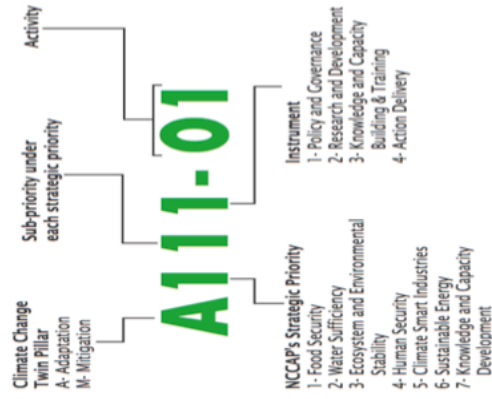 Climate Change
Twin Pillar
A- Adaptation
M- Mitigation
Sub-priority under
each strategic priority
Activity
A111-01
NCCAP's Strategic Priority
1- Food Security
2- Water Sufficiency
3- Ecosystem and Environmental
Stability
4- Human Security
5- Climate Smart Industries
6- Sustainable Energy
7- Knowledge and Capacity
Development
Instrument
1- Policy and Governance
2- Research and Development
3- Knowledge and Capacity
Building & Training
4- Action Delivery